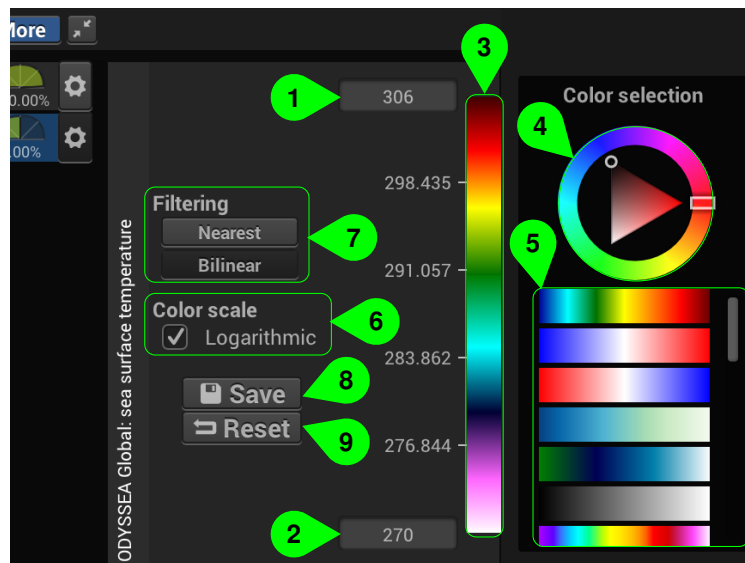 More
0.00%
.00%
ODYSSEA Global: sea surface temperature
1
306
3
Color selection
4
298.435
Filtering
Nearest
Bilinear
7
5
291.057
Color scale
Logarithmic
6
283.862
Save
8
Reset
9
276.844
2
270